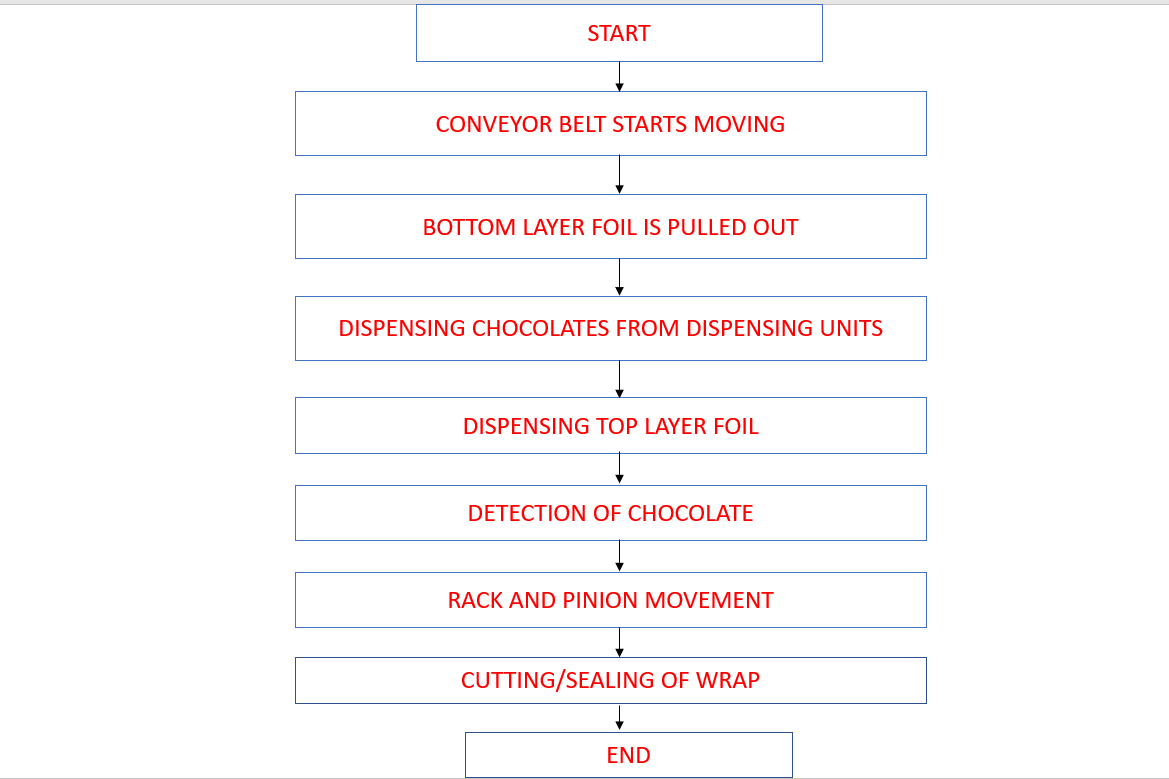 START
CONVEYOR BELT STARTS MOVING
BOTTOM LAYER FOIL IS PULLED OUT
DISPENSING CHOCOLATES FROM DISPENSING UNITS
DISPENSING TOP LAYER FOIL
DETECTION OF CHOCOLATE
RACK AND PINION MOVEMENT
CUTTING/SEALING OF WRAP
END